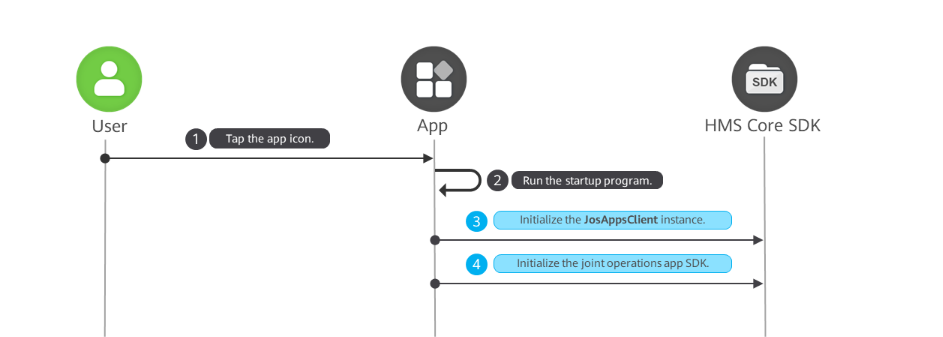 SDK
User
App
HMS Core SDK
1 Tap the app icon.
2 Run the startup program.
3 Initialize the JosAppsClient instance.
4 Initialize the joint operations app SDK.